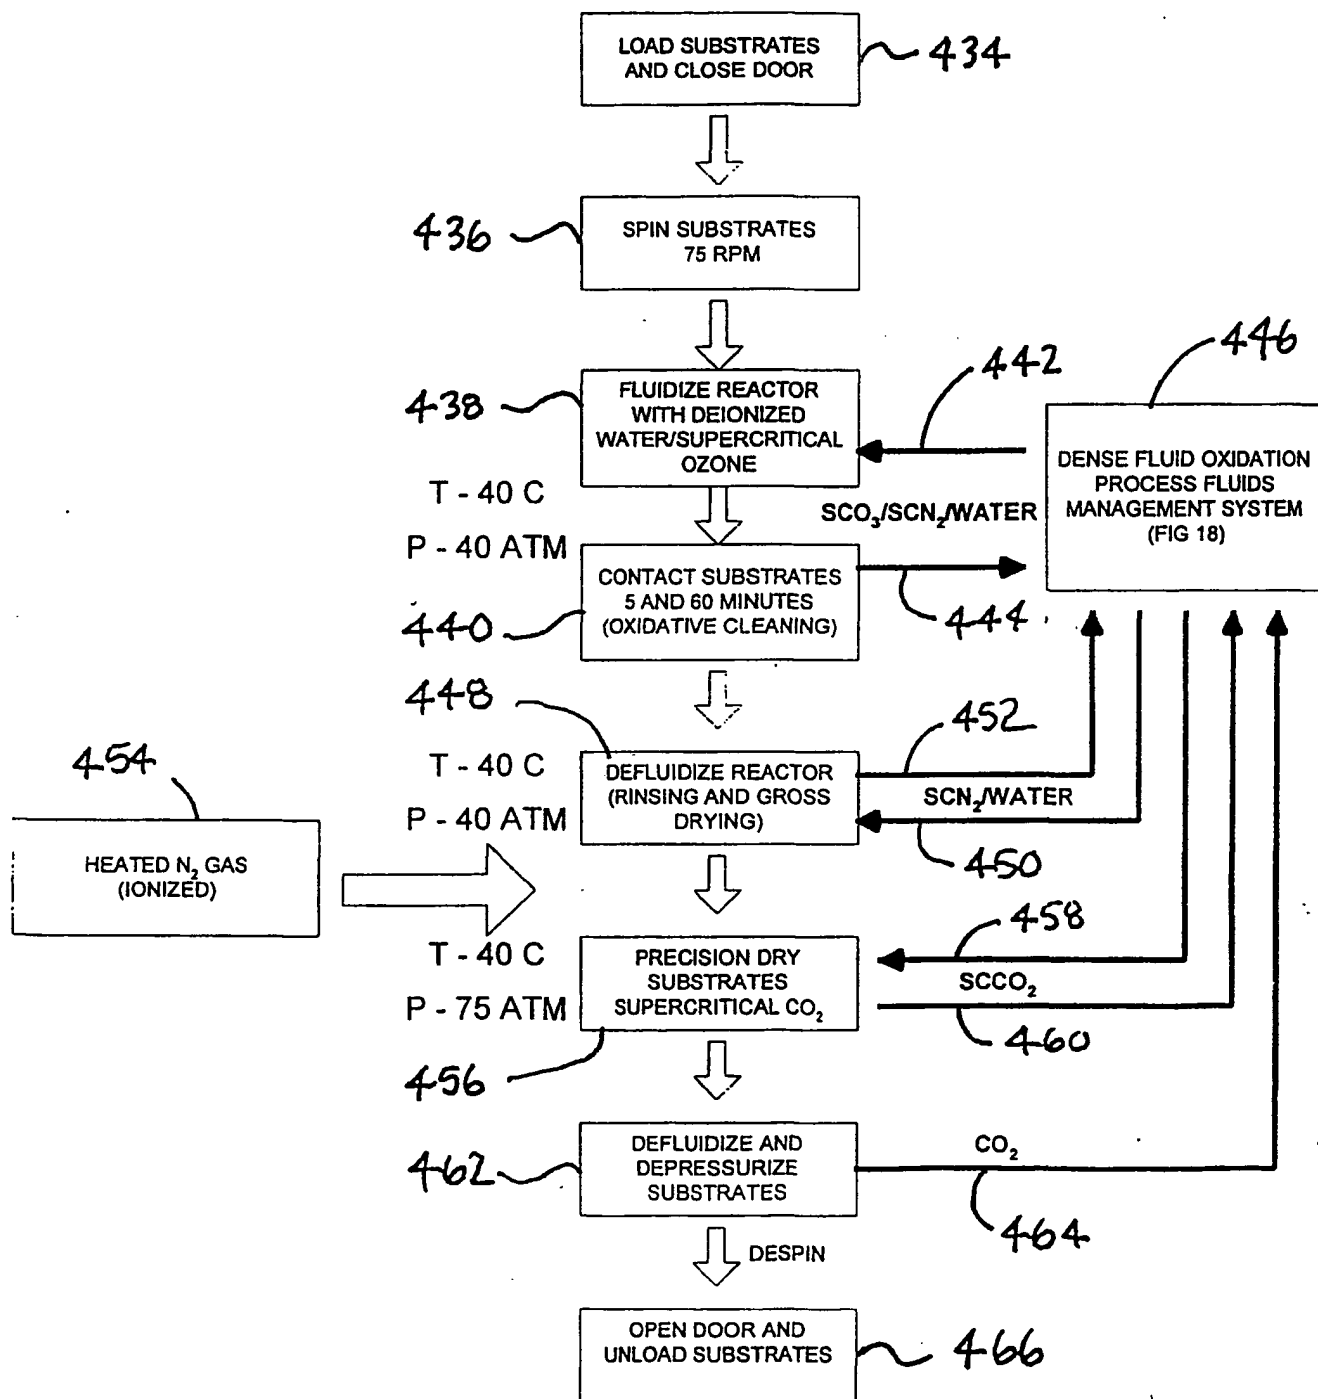 LOAD SUBSTRATES
AND CLOSE DOOR
434
436
SPIN SUBSTRATES
75 RPM
438
FLUIDIZE REACTOR
WITH DEIONIZED
WATER/SUPERCRITICAL
OZONE
442
446
DENSE FLUID OXIDATION
PROCESS FLUIDS
MANAGEMENT SYSTEM
(FIG 18)
T - 40 C
P - 40 ATM
SCO₃/SCN₂/WATER
440
CONTACT SUBSTRATES
5 AND 60 MINUTES
(OXIDATIVE CLEANING)
444
448
T - 40 C
P - 40 ATM
DEFLUIDIZE REACTOR
(RINSING AND GROSS
DRYING)
452
SCN₂/WATER
450
454
HEATED N₂ GAS
(IONIZED)
T - 40 C
P - 75 ATM
PRECISION DRY
SUBSTRATES
SUPERCRITICAL CO₂
458
SCCO₂
460
456
462
DEFLUIDIZE AND
DEPRESSURIZE
SUBSTRATES
CO₂
464
DESPIN
OPEN DOOR AND
UNLOAD SUBSTRATES
466